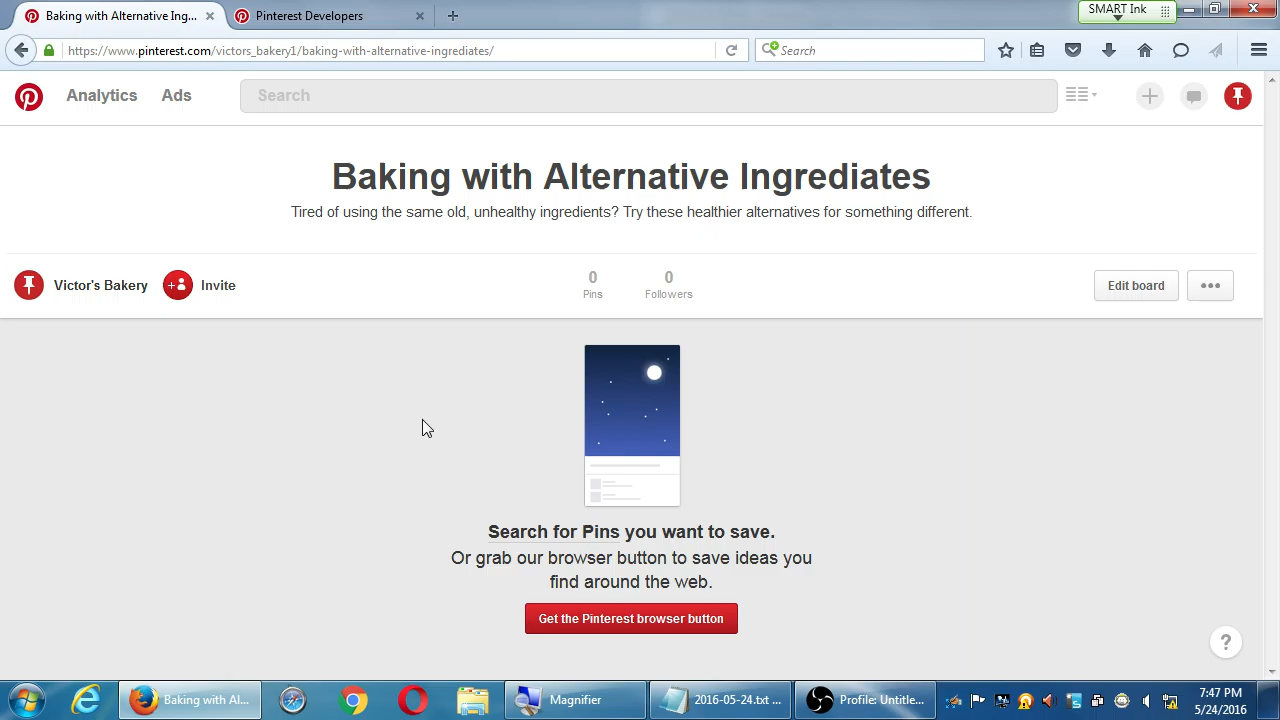 Baking with Alternative Ing...
Pinterest Developers
SMART Ink
https://www.pinterest.com/victors_bakery1/baking-with-alternative-ingrediates/
Search
Analytics
Ads
Search
Baking with Alternative Ingrediates
Tired of using the same old, unhealthy ingredients? Try these healthier alternatives for something different.
Victor's Bakery
Invite
0
Pins
0
Followers
Edit board
Search for Pins you want to save.
Or grab our browser button to save ideas you
find around the web.
Get the Pinterest browser button
?
Baking with Al...
Magnifier
2016-05-24.txt ...
Profile: Untitle...
7:47 PM
5/24/2016